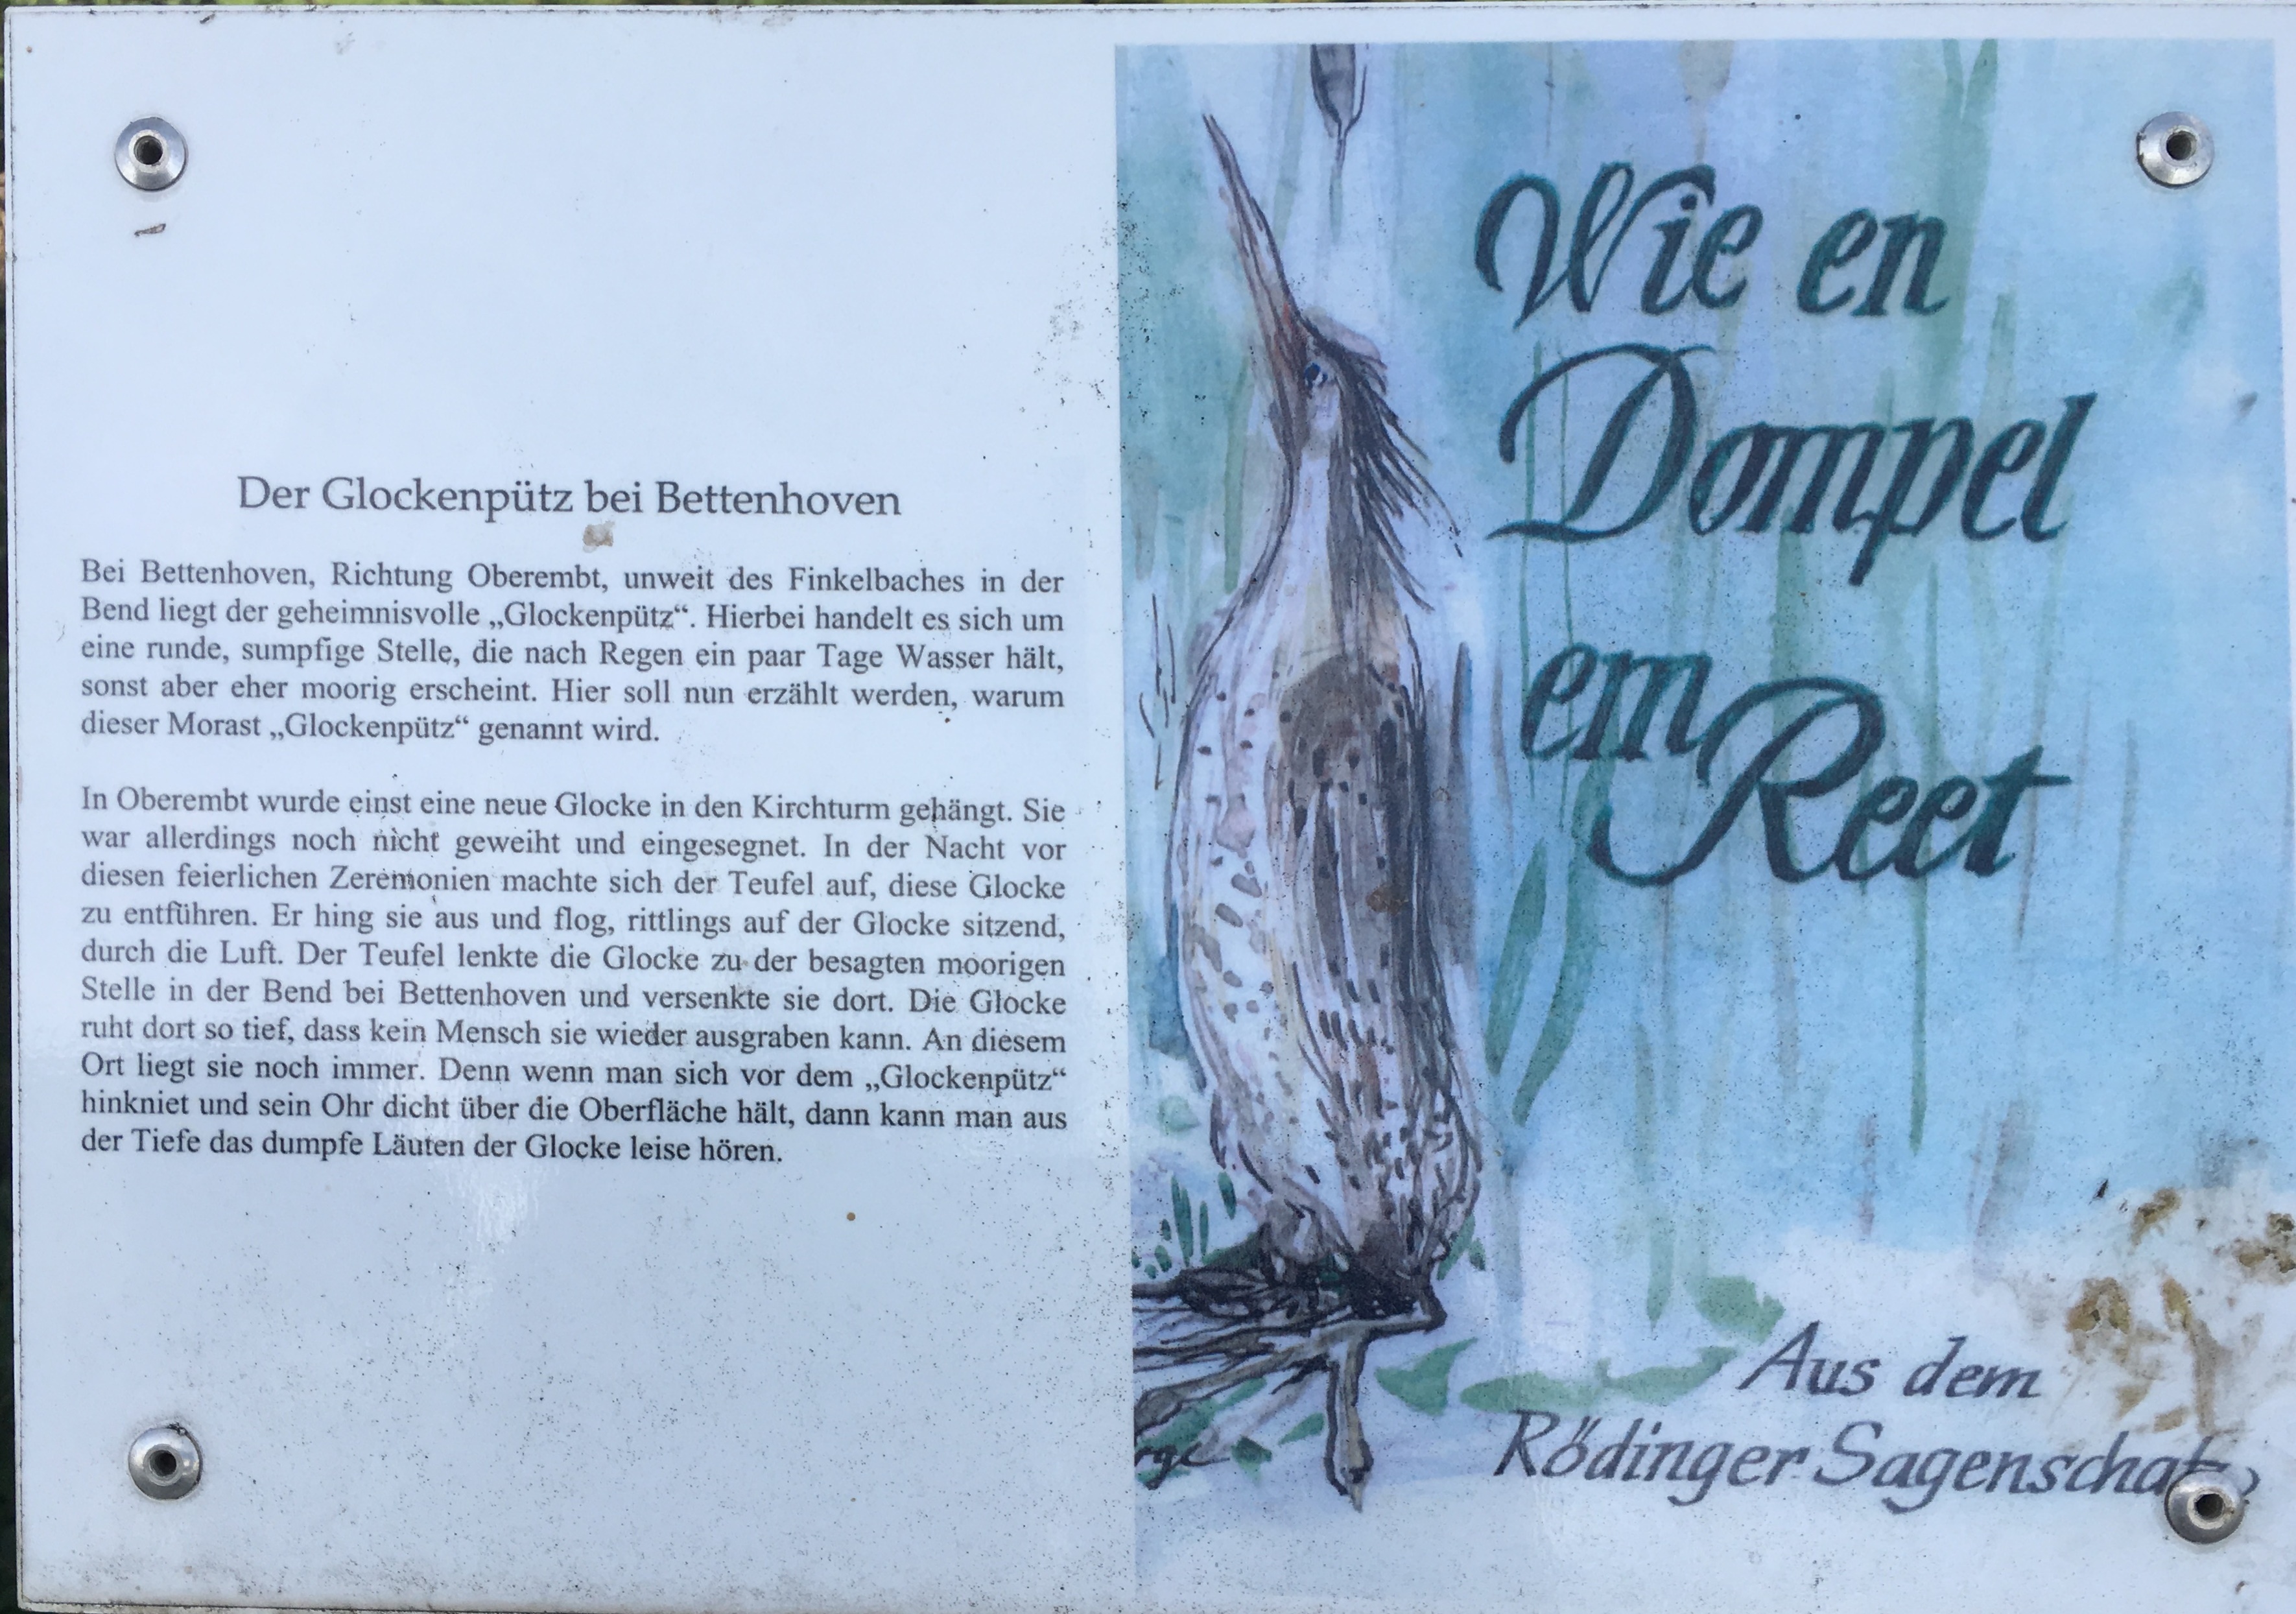 Der Glockenpütz bei Bettenhoven
Bei Bettenhoven, Richtung Oberembt, unweit des Finkelbaches in der
Bend liegt der geheimnisvolle „Glockenpütz“. Hierbei handelt es sich um
eine runde, sumpfige Stelle, die nach Regen ein paar Tage Wasser hält,
sonst aber eher moorig erscheint. Hier soll nun erzählt werden, warum
dieser Morast „Glockenpütz“ genannt wird.
In Oberembt wurde einst eine neue Glocke in den Kirchturm gehängt. Sie
war allerdings noch nicht geweiht und eingesegnet. In der Nacht vor
diesen feierlichen Zeremonien machte sich der Teufel auf, diese Glocke
zu entführen. Er hing sie aus und flog, rittlings auf der Glocke sitzend,
durch die Luft. Der Teufel lenkte die Glocke zu der besagten moorigen
Stelle in der Bend bei Bettenhoven und versenkte sie dort. Die Glocke
ruht dort so tief, dass kein Mensch sie wieder ausgraben kann. An diesem
Ort liegt sie noch immer. Denn wenn man sich vor dem „Glockenpütz“
hinkniet und sein Ohr dicht über die Oberfläche hält, dann kann man aus
der Tiefe das dumpfe Läuten der Glocke leise hören.
Wie en
Dompel
em
Reet
Aus dem
Rödinger Sagenschatz